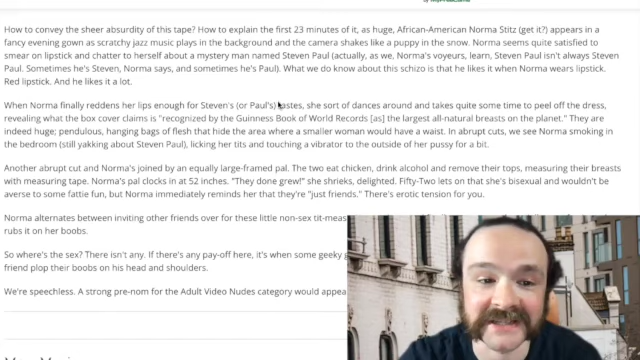 How to convey the sheer absurdity of this tape? How to explain the first 23 minutes of it, as huge, African-American Norma Stitz (get it?) appears in a
fancy evening gown as scratchy jazz music plays in the background and the camera shakes like a puppy in the snow. Norma seems quite satisfied to
smear on lipstick and chatter to herself about a mystery man named Steven Paul (actually, as we, Norma's voyeurs, learn, Steven Paul isn't always Steven
Paul. Sometimes he's Steven, Norma says, and sometimes he's Paul). What we do know about this schizo is that he likes it when Norma wears lipstick.
Red lipstick. And he likes it a lot.
When Norma finally reddens her lips enough for Steven's (or Paul's) tastes, she sort of dances around and takes quite some time to peel off the dress,
revealing what the box cover claims is "recognized by the Guinness Book of World Records [as] the largest all-natural breasts on the planet." They are
indeed huge; pendulous, hanging bags of flesh that hide the area where a smaller woman would have a waist. In abrupt cuts, we see Norma smoking in
the bedroom (still yakking about Steven Paul), licking her tits and touching a vibrator to the outside of her pussy for a bit.
Another abrupt cut and Norma's joined by an equally large-framed pal. The two eat chicken, drink alcohol and remove their tops, measuring their breasts
with measuring tape. Norma's pal clocks in at 52 inches. "They done grew!" she shrieks, delighted. Fifty-Two lets on that she's bisexual and wouldn't be
averse to some fattie fun, but Norma immediately reminds her that they're "just friends." There's erotic tension for you.
Norma alternates between inviting other friends over for these little non-sex tit-meas
rubs it on her boobs.
So where's the sex? There isn't any. If there's any pay-off here, it's when some geeky g
friend plop their boobs on his head and shoulders.
We're speechless. A strong pre-nom for the Adult Video Nudes category would appea